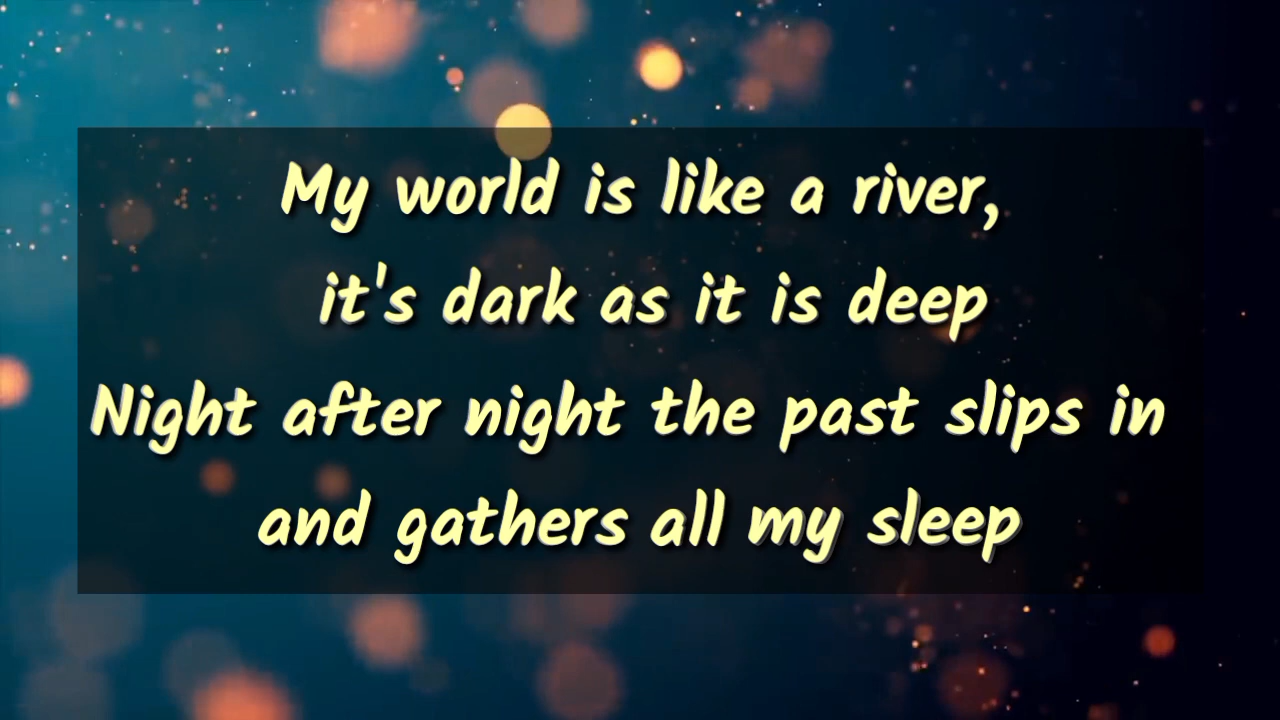 My world is like a river,
it's dark as it is deep
Night after night the past slips in
and gathers all my sleep